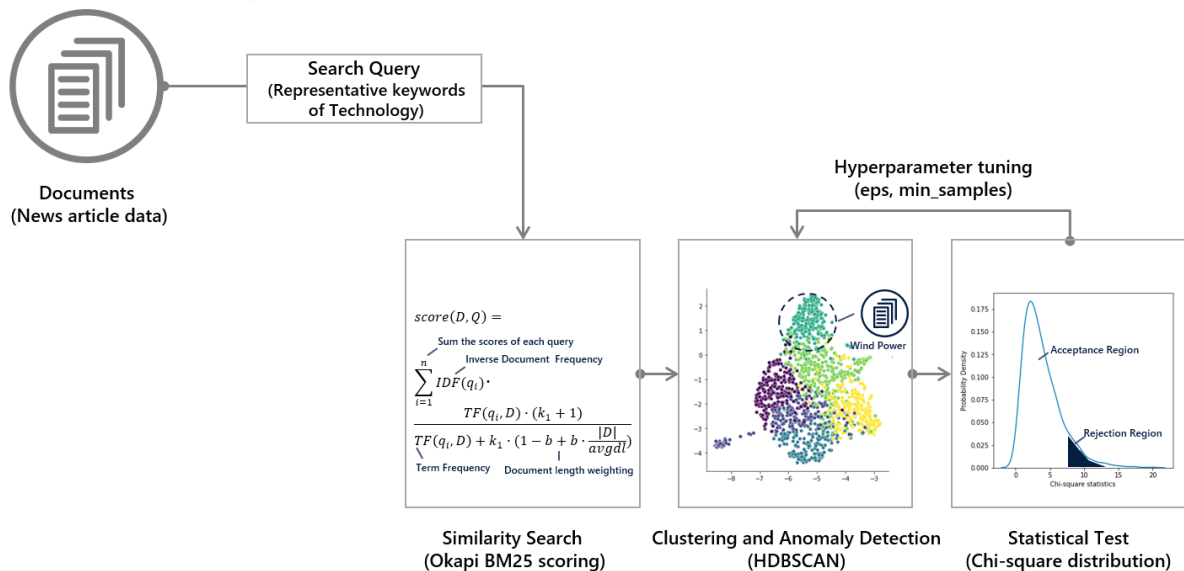 Search Query
(Representative keywords
of Technology)
Documents
(News article data)
Hyperparameter tuning
(eps, min_samples)
score(D, Q) =
Sum the scores of each query
Inverse Document Frequency
n
∑ IDF(q_i)·
i=1
TF(q_i, D) · (k_1 + 1)
TF(q_i, D) + k_1 · (1 − b + b · |D| / avgdl)
Term Frequency
Document length weighting
Similarity Search
(Okapi BM25 scoring)
2
1
0
−1
−2
−3
−4
−8
−7
−6
−5
−4
−3
Wind Power
Clustering and Anomaly Detection
(HDBSCAN)
Probability Density
0.175
0.150
0.125
0.100
0.075
0.050
0.025
0.000
Acceptance Region
Rejection Region
0
5
10
15
20
Chi-square statistics
Statistical Test
(Chi-square distribution)